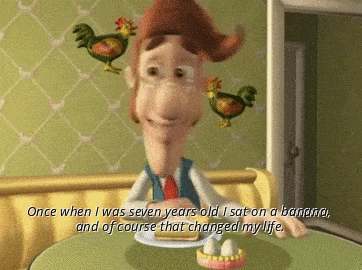 Once when I was seven years old I sat on a banana,
and of course that changed my life.